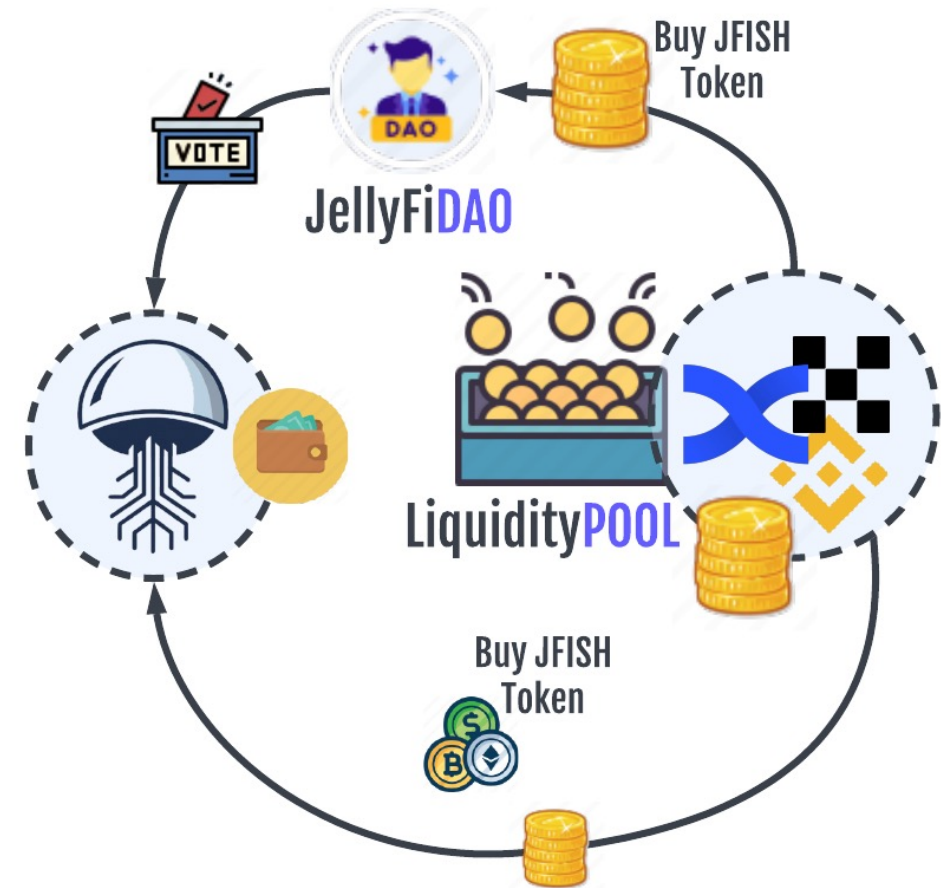 Buy JFISH
Token
VOTE
DAO
JellyFiDAO
LiquidityPOOL
Buy JFISH
Token